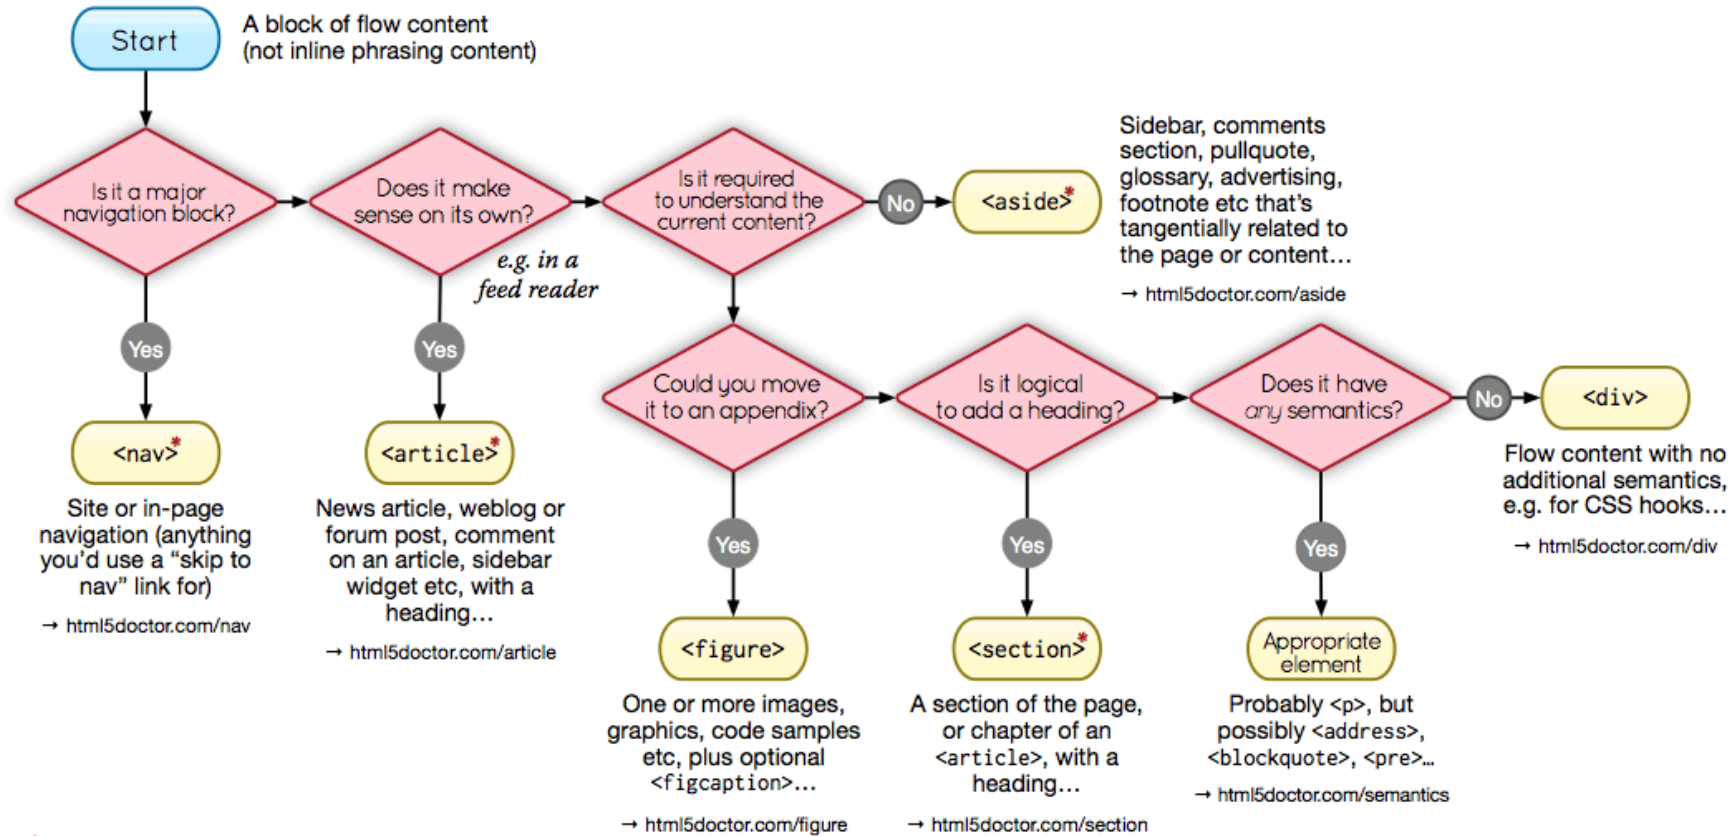 Start
A block of flow content
(not inline phrasing content)
Is it a major
navigation block?
Does it make
sense on its own?
e.g. in a
feed reader
Is it required
to understand the
current content?
No
<aside>*
Sidebar, comments
section, pullquote,
glossary, advertising,
footnote etc that's
tangentially related to
the page or content…
→ html5doctor.com/aside
Yes
<nav>*
Site or in-page
navigation (anything
you'd use a “skip to
nav” link for)
→ html5doctor.com/nav
Yes
<article>*
News article, weblog or
forum post, comment
on an article, sidebar
widget etc, with a
heading…
→ html5doctor.com/article
Could you move
it to an appendix?
Yes
<figure>
One or more images,
graphics, code samples
etc, plus optional
<figcaption>…
→ html5doctor.com/figure
Is it logical
to add a heading?
Yes
<section>*
A section of the page,
or chapter of an
<article>, with a
heading…
→ html5doctor.com/section
Does it have
any semantics?
Yes
Appropriate
element
Probably <p>, but
possibly <address>,
<blockquote>, <pre>…
→ html5doctor.com/semantics
No
<div>
Flow content with no
additional semantics,
e.g. for CSS hooks…
→ html5doctor.com/div